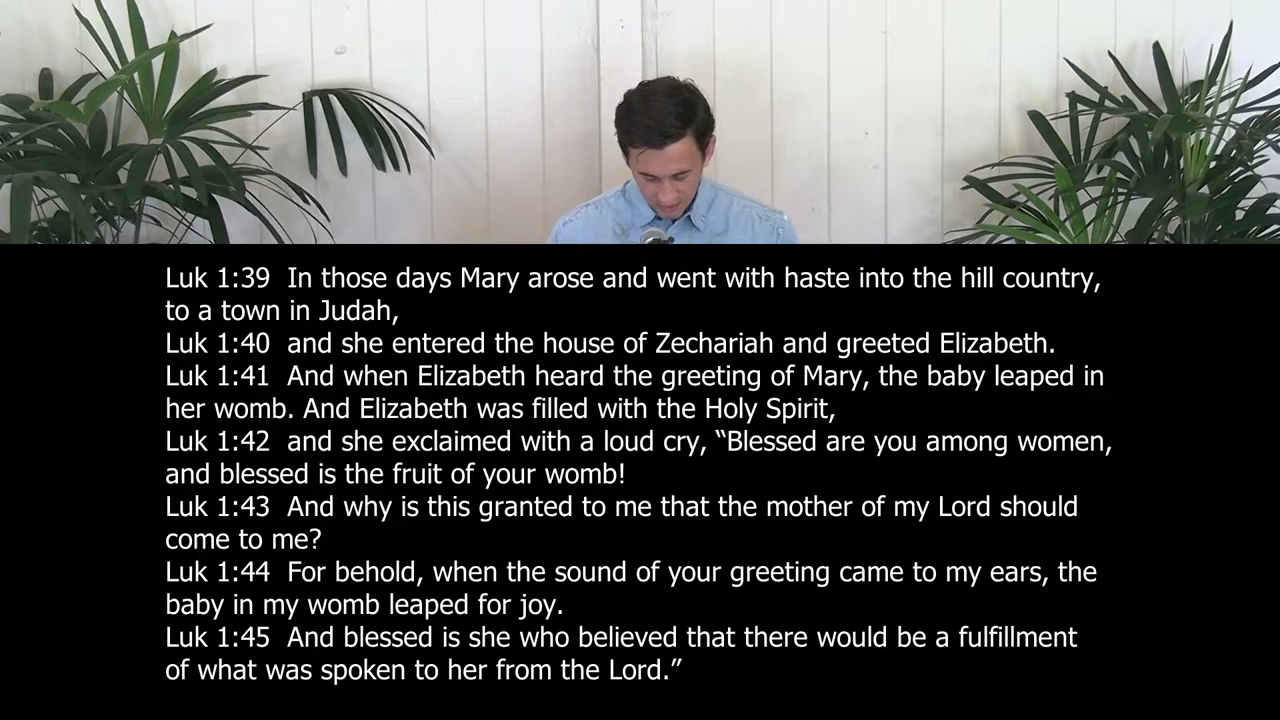 Luk 1:39  In those days Mary arose and went with haste into the hill country,
to a town in Judah,
Luk 1:40  and she entered the house of Zechariah and greeted Elizabeth.
Luk 1:41  And when Elizabeth heard the greeting of Mary, the baby leaped in
her womb. And Elizabeth was filled with the Holy Spirit,
Luk 1:42  and she exclaimed with a loud cry, “Blessed are you among women,
and blessed is the fruit of your womb!
Luk 1:43  And why is this granted to me that the mother of my Lord should
come to me?
Luk 1:44  For behold, when the sound of your greeting came to my ears, the
baby in my womb leaped for joy.
Luk 1:45  And blessed is she who believed that there would be a fulfillment
of what was spoken to her from the Lord.”